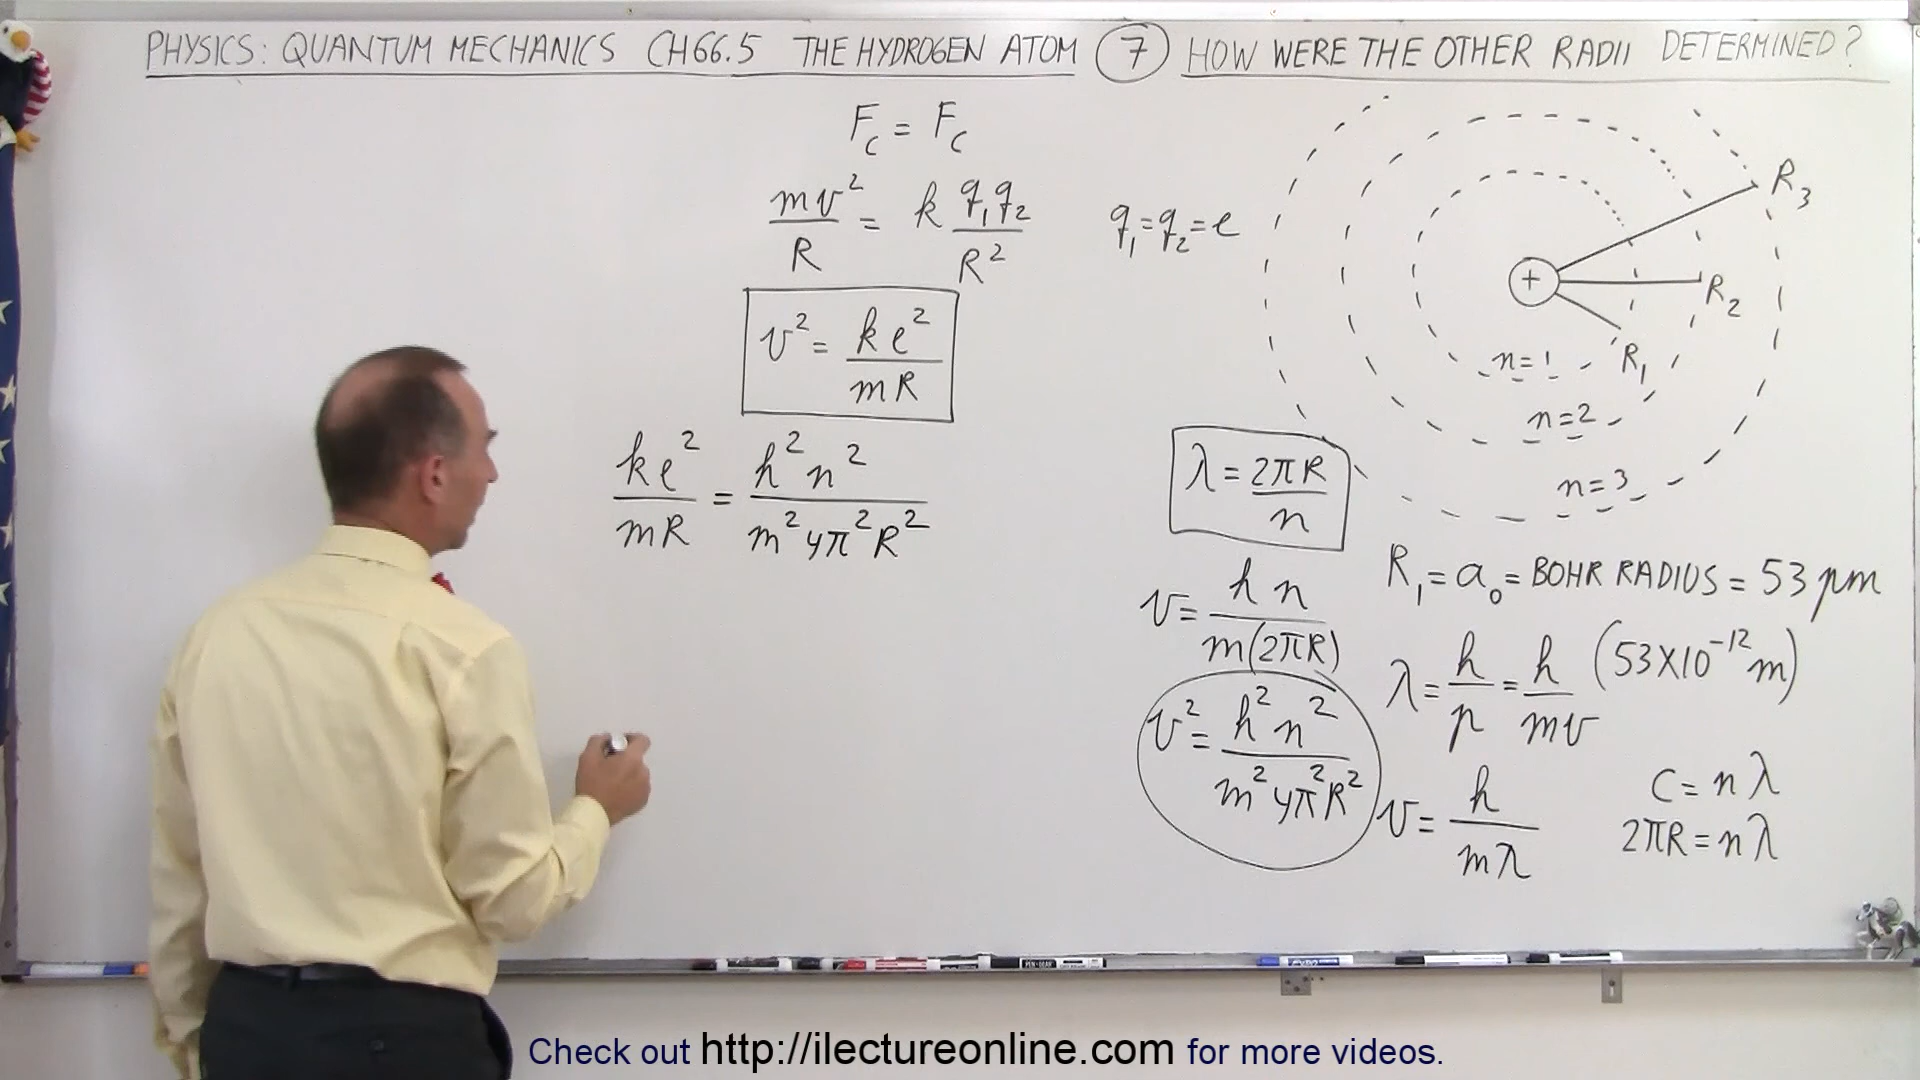 PHYSICS: QUANTUM MECHANICS CH66.5 THE HYDROGEN ATOM (7) HOW WERE THE OTHER RADII DETERMINED?
F_C = F_C
mv²/R = k q₁q₂/R²
q₁=q₂=e
v² = ke²/mR
ke²/mR = h²n²/m²4π²R²
+
R₃
R₂
R₁
n=1
n=2
n=3
λ = 2πR/n
v = hn/m(2πR)
v² = h²n²/m²4π²R²
R₁ = a₀ = BOHR RADIUS = 53 pm
(53X10⁻¹² m)
λ = h/p = h/mv
v = h/mλ
C = nλ
2πR = nλ
Check out http://ilectureonline.com for more videos.